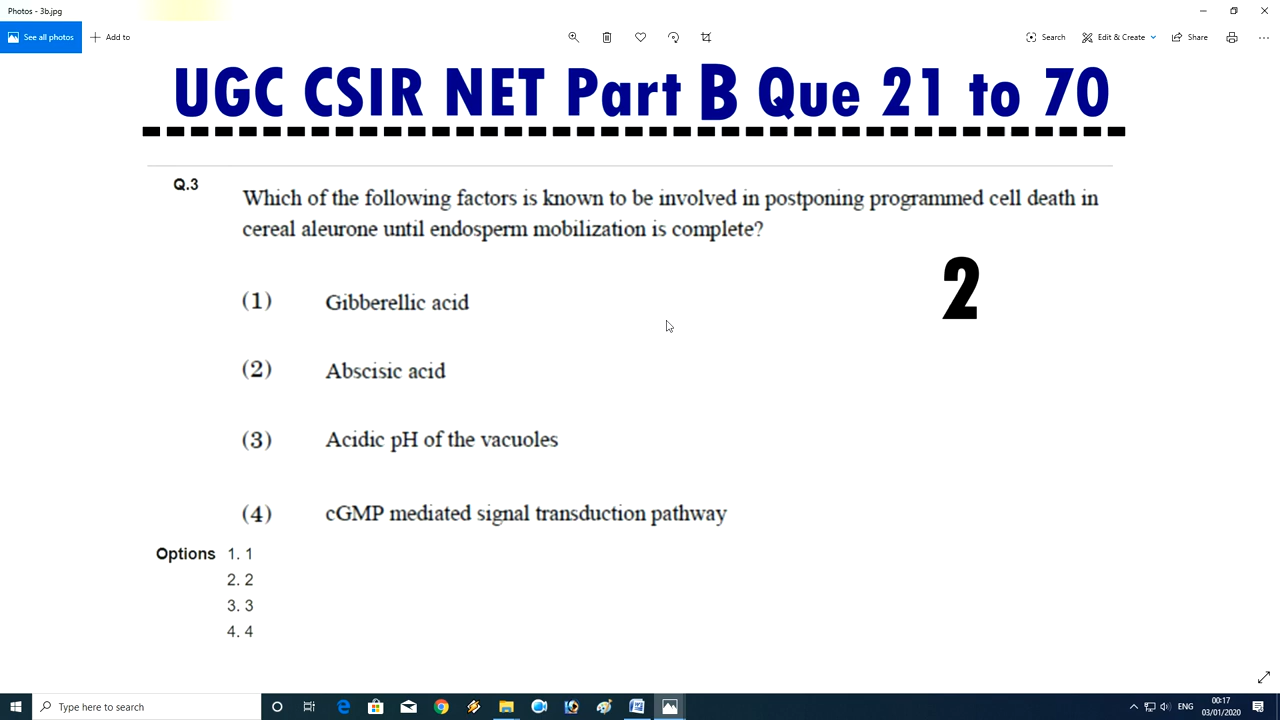 Photos - 3b.jpg
See all photos
Add to
Search
Edit & Create
Share
UGC CSIR NET Part B Que 21 to 70
Q.3
Which of the following factors is known to be involved in postponing programmed cell death in
cereal aleurone until endosperm mobilization is complete?
2
(1) Gibberellic acid
(2) Abscisic acid
(3) Acidic pH of the vacuoles
(4) cGMP mediated signal transduction pathway
Options 1. 1
2. 2
3. 3
4. 4
Type here to search
ENG
00:17
03/01/2020